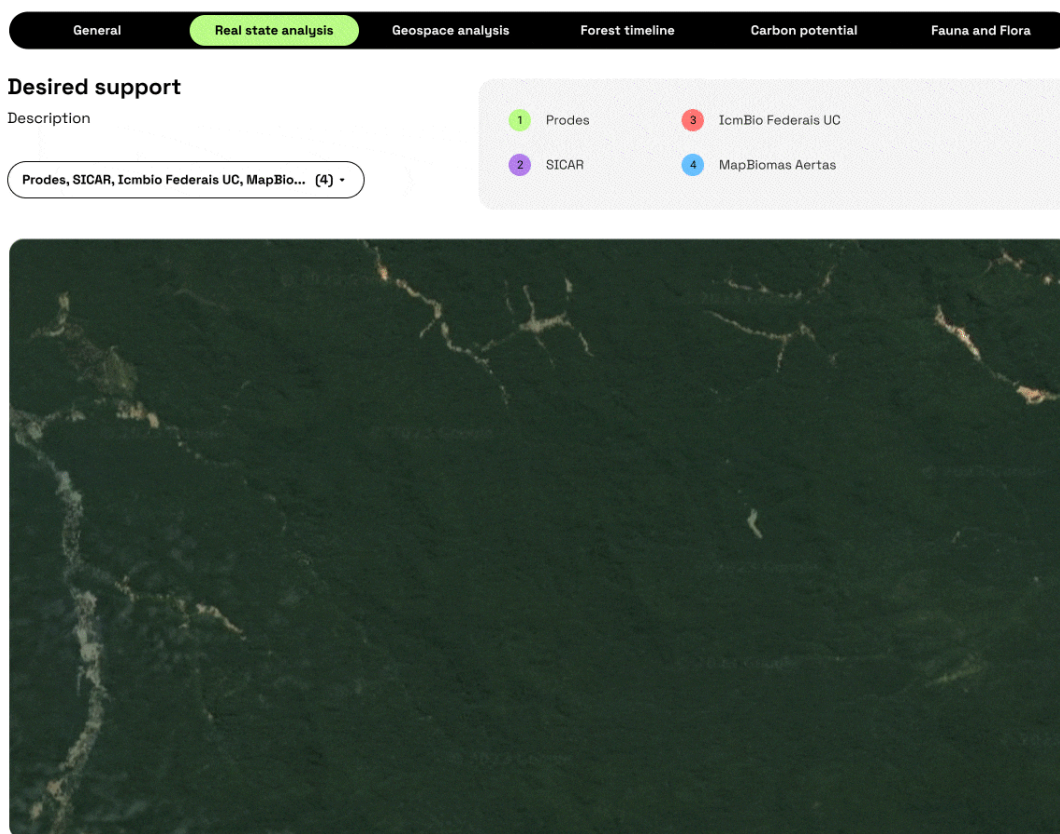 General Real state analysis Geospace analysis Forest timeline Carbon potential Fauna and Flora
Desired support
Description
Prodes, SICAR, Icmbio Federais UC, MapBio... (4)
1 Prodes
2 SICAR
3 IcmBio Federais UC
4 MapBiomas Aertas